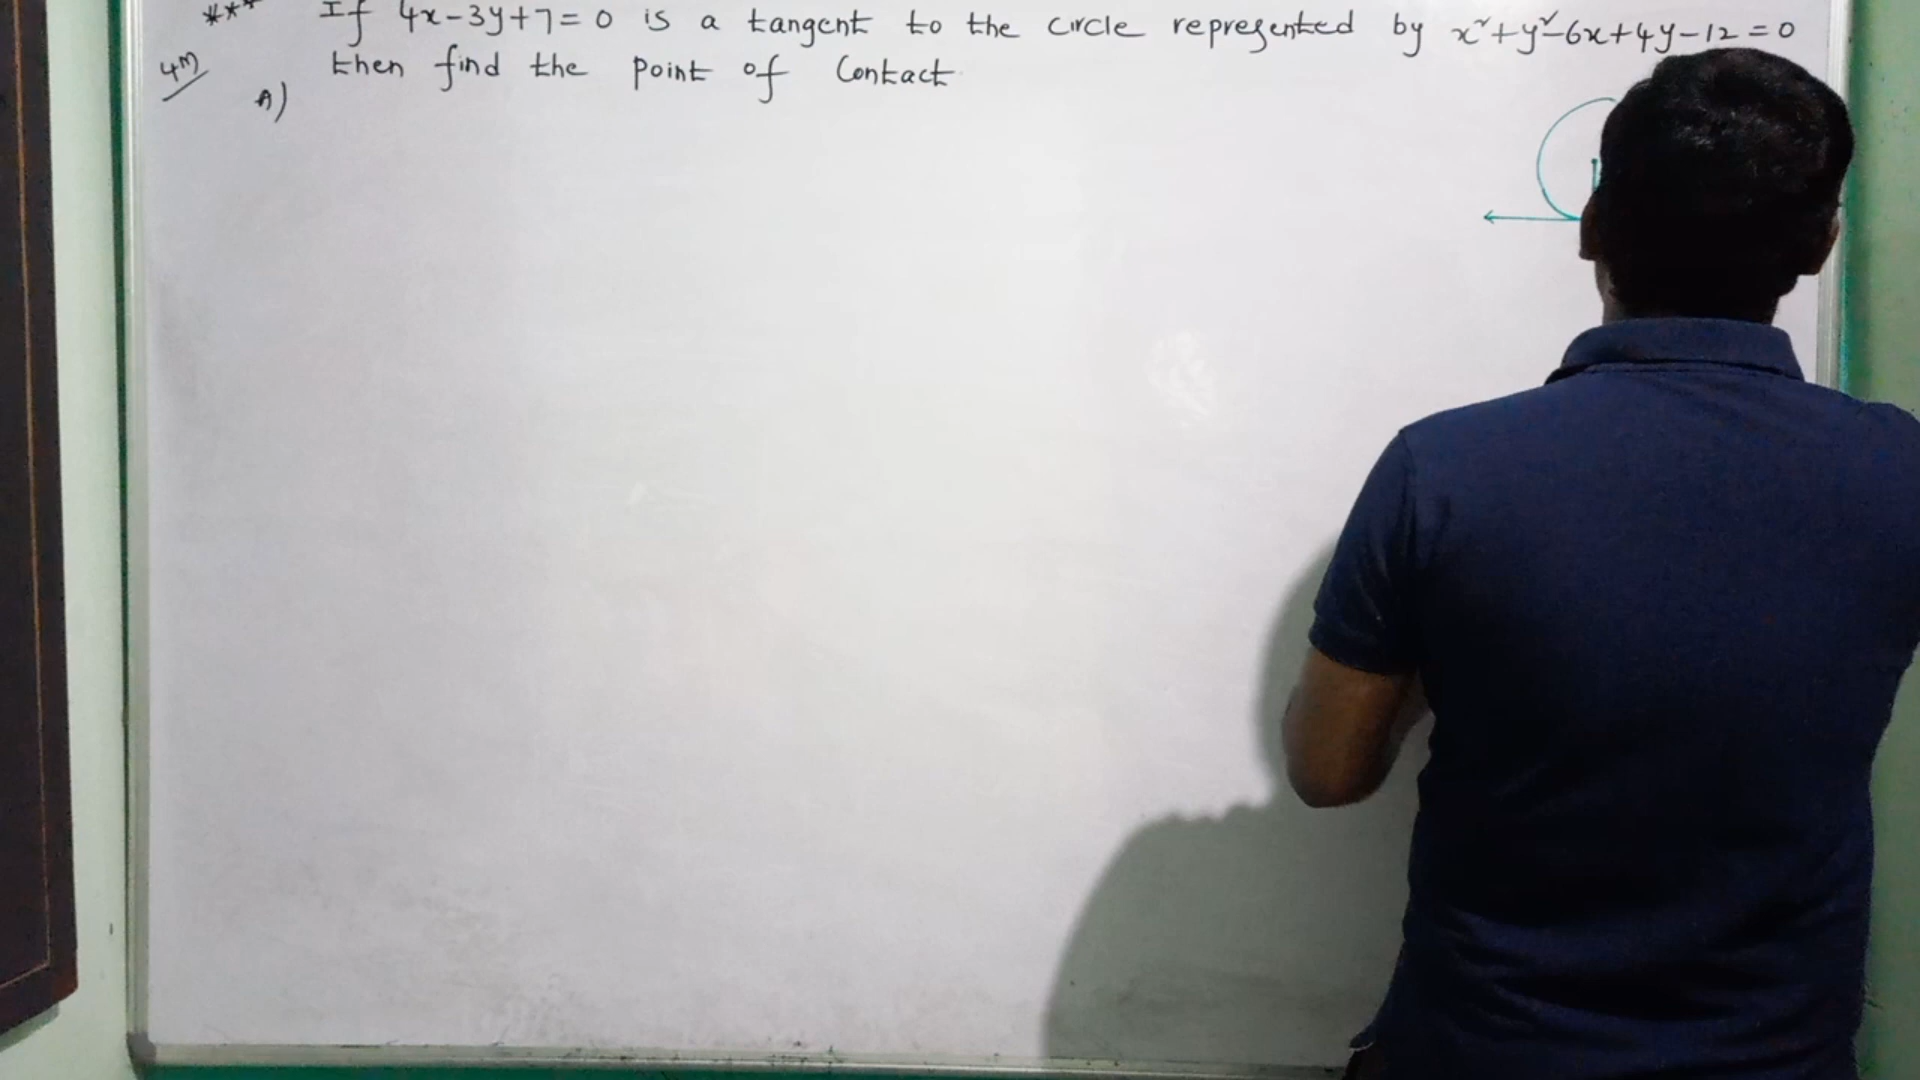 *** If 4x-3y+7=0 is a tangent to the circle represented by x²+y²-6x+4y-12=0
4M then find the point of Contact
A)